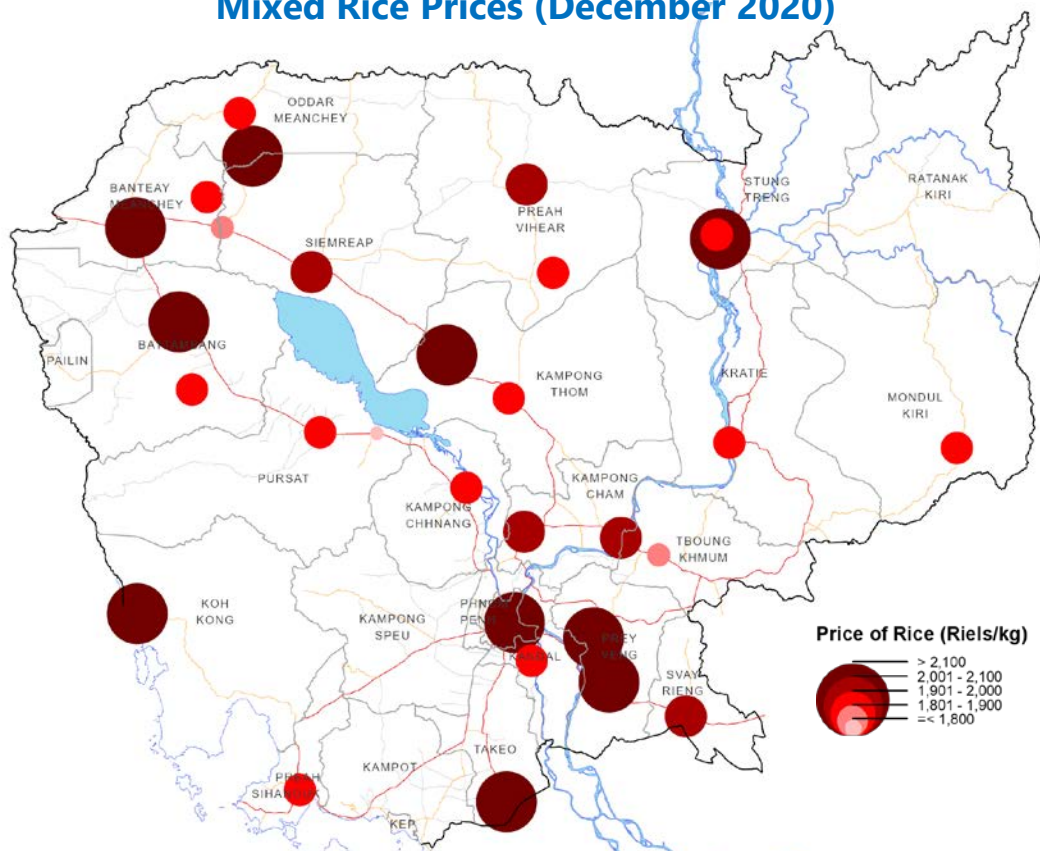 Mixed Rice Prices (December 2020)
ODDAR
MEANCHEY
BANTEAY
MEANCHEY
SIEMREAP
PREAH
VIHEAR
STUNG
TRENG
RATANAK
KIRI
PAILIN
BATTAMBANG
KAMPONG
THOM
KRATIE
MONDUL
KIRI
PURSAT
KAMPONG
CHHNANG
KAMPONG
CHAM
TBOUNG
KHMUM
KOH
KONG
KAMPONG
SPEU
PHNOM
PENH
KANDAL
PREY
VENG
SVAY
RIENG
TAKEO
KAMPOT
PREAH
SIHANOUK
KEP
Price of Rice (Riels/kg)
> 2,100
2,001 - 2,100
1,901 - 2,000
1,801 - 1,900
=< 1,800